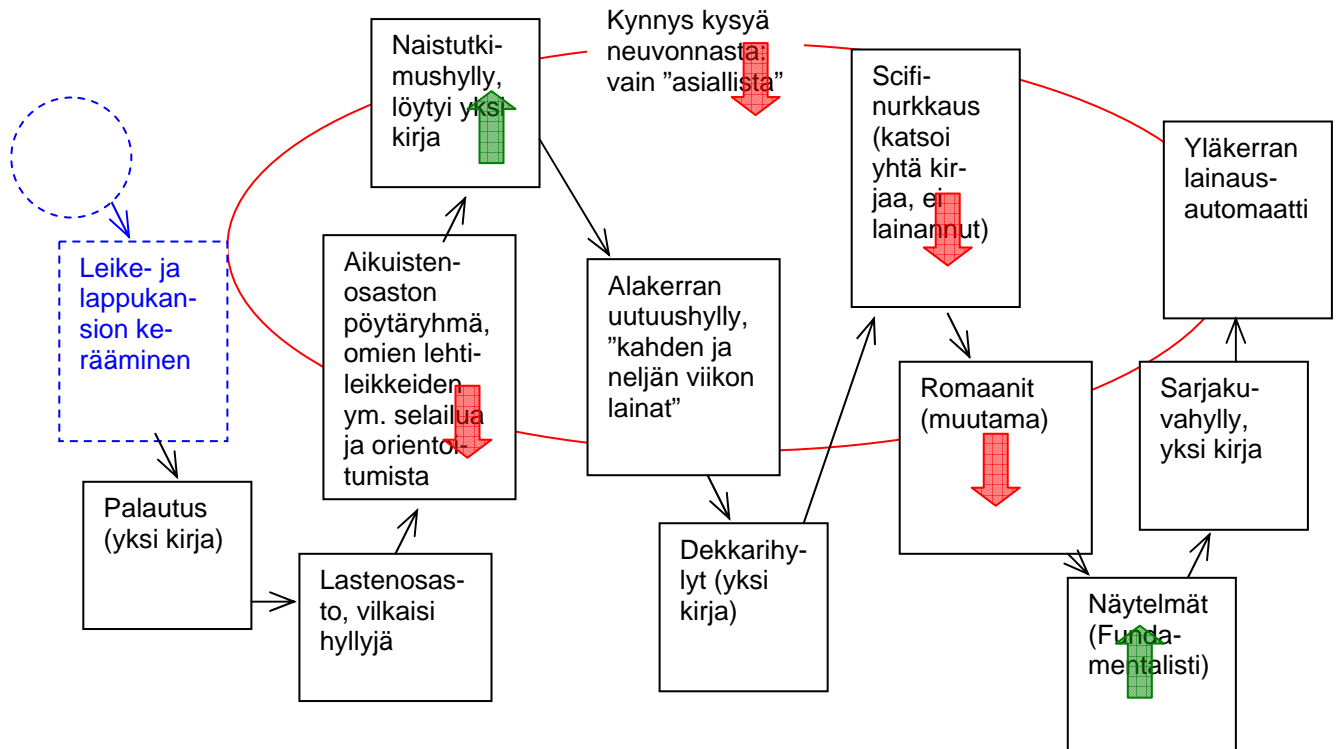 Kynnys kysyä
neuvonnasta:
vain ”asiallista”
Naistutki-
mushylly,
löytyi yksi
kirja
Scifi-
nurkkaus
(katsoi
yhtä kir-
jaa, ei
lainannut)
Yläkerran
lainaus-
automaatti
Leike- ja
lappukan-
sion ke-
rääminen
Aikuisten-
osaston
pöytäryhmä,
omien lehti-
leikkeiden
ym. selailua
ja orientoi-
tumista
Alakerran
uutuushylly,
”kahden ja
neljän viikon
lainat”
Romaanit
(muutama)
Sarjaku-
vahylly,
yksi kirja
Palautus
(yksi kirja)
Lastenosas-
to, vilkaisi
hyllyjä
Dekkarihy-
lyt (yksi
kirja)
Näytelmät
(Funda-
mentalisti)